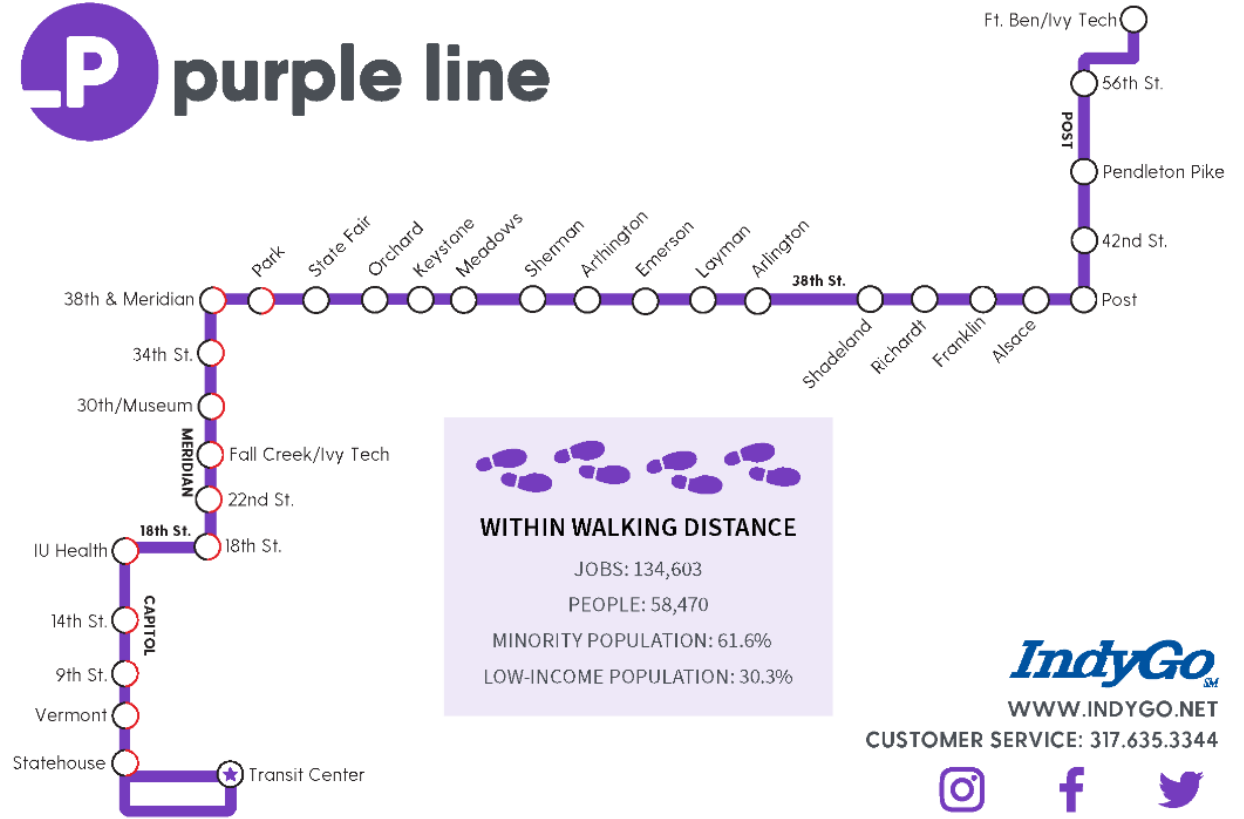 P
purple line
Ft. Ben/Ivy Tech
56th St.
POST
Pendleton Pike
42nd St.
Park
State Fair
Orchard
Keystone
Meadows
Sherman
Arthington
Emerson
Layman
Arlington
38th St.
38th & Meridian
Post
Shadeland
Richardt
Franklin
Alsace
34th St.
30th/Museum
MERIDIAN
Fall Creek/Ivy Tech
22nd St.
18th St.
IU Health
18th St.
CAPITOL
14th St.
9th St.
Vermont
Statehouse
Transit Center
WITHIN WALKING DISTANCE
JOBS: 134,603
PEOPLE: 58,470
MINORITY POPULATION: 61.6%
LOW-INCOME POPULATION: 30.3%
IndyGo SM
WWW.INDYGO.NET
CUSTOMER SERVICE: 317.635.3344